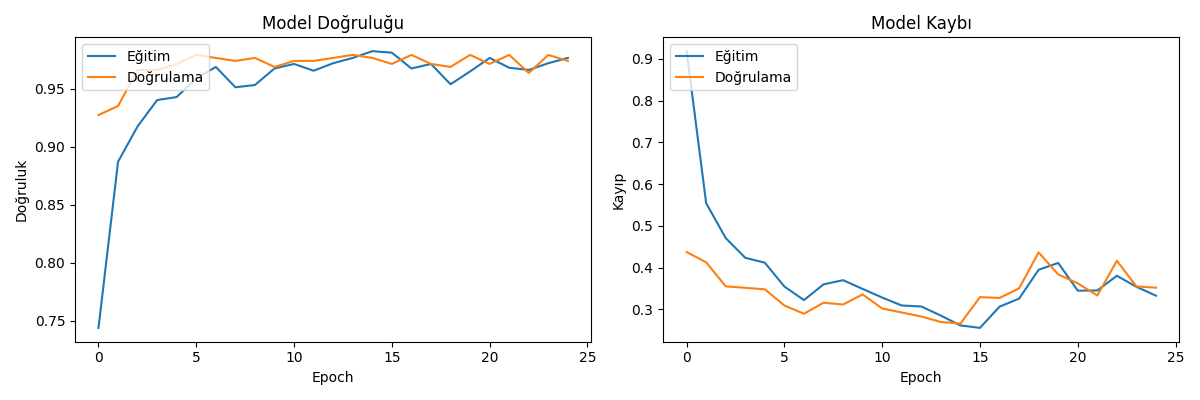 Model Doğruluğu
Eğitim
Doğrulama
0.95
0.90
0.85
0.80
0.75
Doğruluk
0
5
10
15
20
25
Epoch
Model Kaybı
Eğitim
Doğrulama
0.9
0.8
0.7
0.6
0.5
0.4
0.3
Kayıp
0
5
10
15
20
25
Epoch